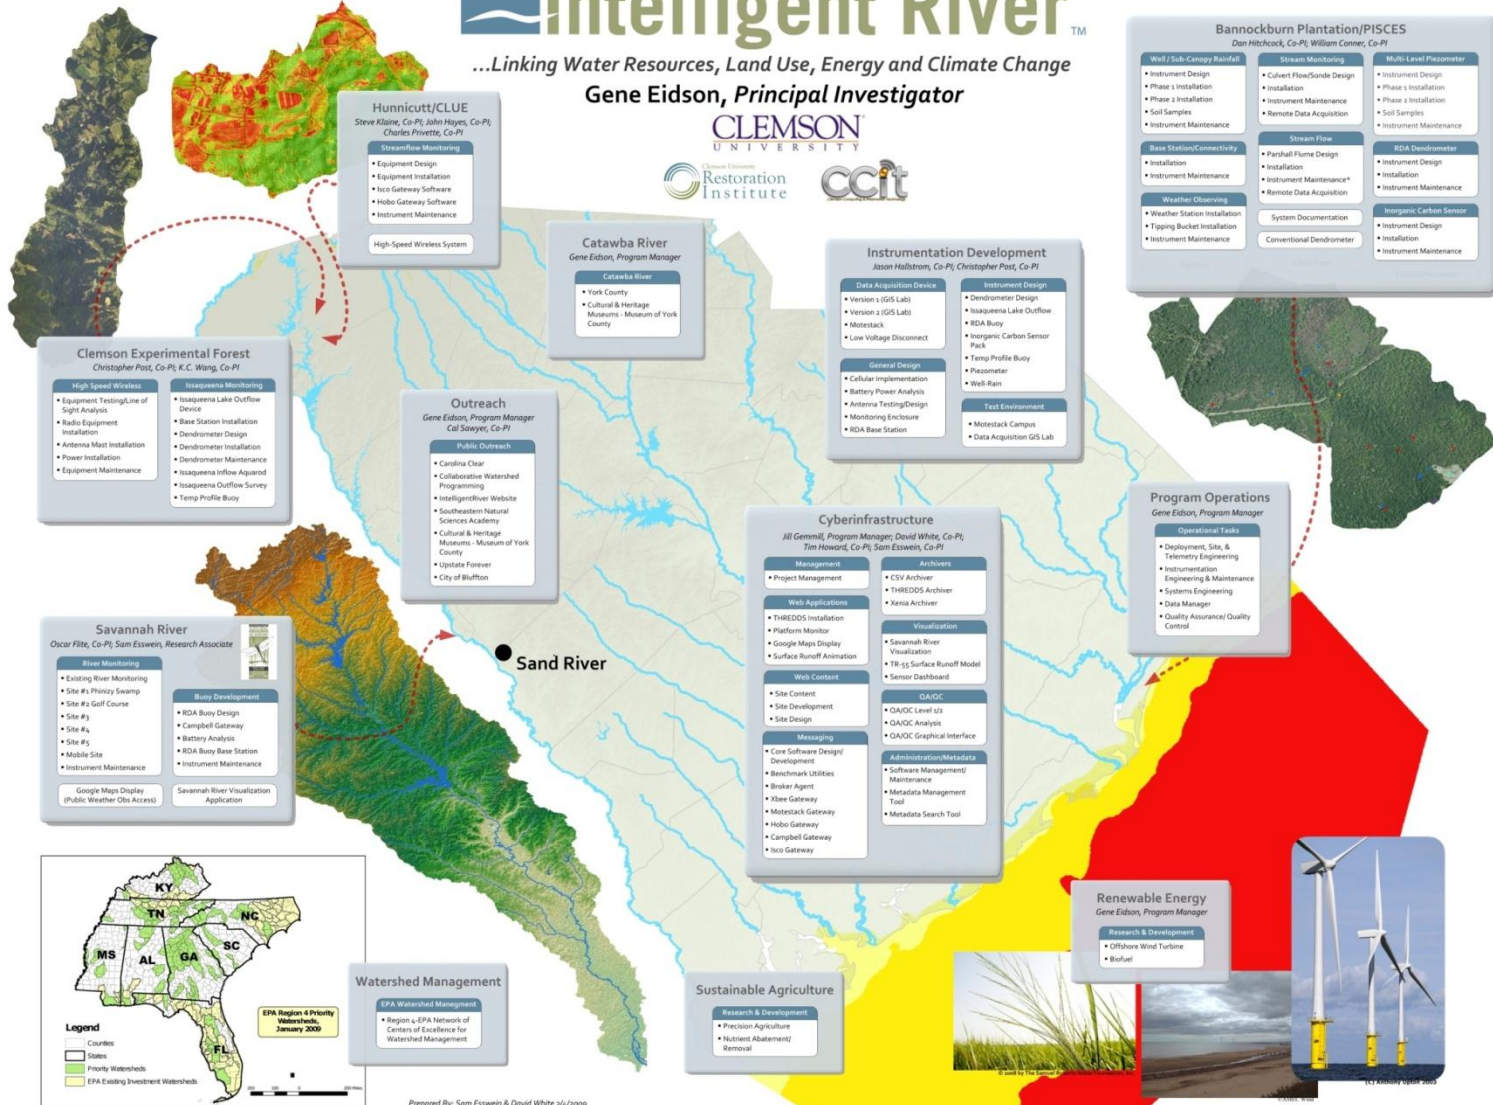 Intelligent River™
...Linking Water Resources, Land Use, Energy and Climate Change
Gene Eidson, Principal Investigator
CLEMSON
UNIVERSITY
Clemson University
Restoration
Institute
ccit
Hunnicutt/CLUE
Steve Klaine, Co-PI; John Hayes, Co-PI;
Charles Privette, Co-PI
Streamflow Monitoring
• Equipment Design
• Equipment Installation
• Isco Gateway Software
• Hobo Gateway Software
• Instrument Maintenance
High-Speed Wireless System
Bannockburn Plantation/PISCES
Dan Hitchcock, Co-PI; William Conner, Co-PI
Well / Sub-Canopy Rainfall
• Instrument Design
• Phase 1 Installation
• Phase 2 Installation
• Soil Samples
• Instrument Maintenance
Base Station/Connectivity
• Installation
• Instrument Maintenance
Weather Observing
• Weather Station Installation
• Tipping Bucket Installation
• Instrument Maintenance
Stream Monitoring
• Culvert Flow/Sonde Design
• Installation
• Instrument Maintenance
• Remote Data Acquisition
Stream Flow
• Parshall Flume Design
• Installation
• Instrument Maintenance*
• Remote Data Acquisition
System Documentation
Conventional Dendrometer
Multi-Level Piezometer
• Instrument Design
• Phase 1 Installation
• Phase 2 Installation
• Soil Samples
• Instrument Maintenance
RDA Dendrometer
• Instrument Design
• Installation
• Instrument Maintenance
Inorganic Carbon Sensor
• Instrument Design
• Installation
• Instrument Maintenance
Catawba River
Gene Eidson, Program Manager
Catawba River
• York County
• Cultural & Heritage
Museums - Museum of York
County
Instrumentation Development
Jason Hallstrom, Co-PI; Christopher Post, Co-PI
Data Acquisition Device
• Version 1 (GIS Lab)
• Version 2 (GIS Lab)
• Motestack
• Low Voltage Disconnect
General Design
• Cellular Implementation
• Battery Power Analysis
• Antenna Testing/Design
• Monitoring Enclosure
• RDA Base Station
Instrument Design
• Dendrometer Design
• Issaqueena Lake Outflow
• RDA Buoy
• Inorganic Carbon Sensor
Pack
• Temp Profile Buoy
• Piezometer
• Well-Rain
Test Environment
• Motestack Campus
• Data Acquisition GIS Lab
Clemson Experimental Forest
Christopher Post, Co-PI; K.C. Wang, Co-PI
High Speed Wireless
• Equipment Testing/Line of
Sight Analysis
• Radio Equipment
Installation
• Antenna Mast Installation
• Power Installation
• Equipment Maintenance
Issaqueena Monitoring
• Issaqueena Lake Outflow
Device
• Base Station Installation
• Dendrometer Design
• Dendrometer Installation
• Dendrometer Maintenance
• Issaqueena Inflow Aquarod
• Issaqueena Outflow Survey
• Temp Profile Buoy
Outreach
Gene Eidson, Program Manager
Cal Sawyer, Co-PI
Public Outreach
• Carolina Clear
• Collaborative Watershed
Programming
• IntelligentRiver Website
• Southeastern Natural
Sciences Academy
• Cultural & Heritage
Museums - Museum of York
County
• Upstate Forever
• City of Bluffton
Cyberinfrastructure
Jill Gemmill, Program Manager; David White, Co-PI;
Tim Howard, Co-PI; Sam Esswein, Co-PI
Management
• Project Management
Web Applications
• THREDDS Installation
• Platform Monitor
• Google Maps Display
• Surface Runoff Animation
Web Content
• Site Content
• Site Development
• Site Design
Messaging
• Core Software Design/
Development
• Benchmark Utilities
• Broker Agent
• Xbee Gateway
• Motestack Gateway
• Hobo Gateway
• Campbell Gateway
• Isco Gateway
Archivers
• CSV Archiver
• THREDDS Archiver
• Xenia Archiver
Visualization
• Savannah River
Visualization
• TR-55 Surface Runoff Model
• Sensor Dashboard
QA/QC
• QA/QC Level 1/2
• QA/QC Analysis
• QA/QC Graphical Interface
Administration/Metadata
• Software Management/
Maintenance
• Metadata Management
Tool
• Metadata Search Tool
Program Operations
Gene Eidson, Program Manager
Operational Tasks
• Deployment, Site, &
Telemetry Engineering
• Instrumentation
Engineering & Maintenance
• Systems Engineering
• Data Manager
• Quality Assurance/ Quality
Control
Savannah River
Oscar Flite, Co-PI; Sam Esswein, Research Associate
River Monitoring
• Existing River Monitoring
• Site #1 Phinizy Swamp
• Site #2 Golf Course
• Site #3
• Site #4
• Site #5
• Mobile Site
• Instrument Maintenance
Google Maps Display
(Public Weather Obs Access)
Buoy Development
• RDA Buoy Design
• Campbell Gateway
• Battery Analysis
• RDA Buoy Base Station
• Instrument Maintenance
Savannah River Visualization
Application
Sand River
KY
TN
NC
MS
AL
GA
SC
FL
EPA Region 4 Priority
Watersheds,
January 2009
Legend
Counties
States
Priority Watersheds
EPA Existing Investment Watersheds
200 100 0 200 Miles
Watershed Management
EPA Watershed Managment
• Region 4-EPA Network of
Centers of Excellence for
Watershed Management
Sustainable Agriculture
Research & Development
• Precision Agriculture
• Nutrient Abatement/
Removal
Renewable Energy
Gene Eidson, Program Manager
Research & Development
• Offshore Wind Turbine
• Biofuel
© 2008 by The Samuel Roberts Noble Foundation, Inc.
(C) Anthony Upton 2003
Prepared By: Sam Esswein & David White 2/4/2009